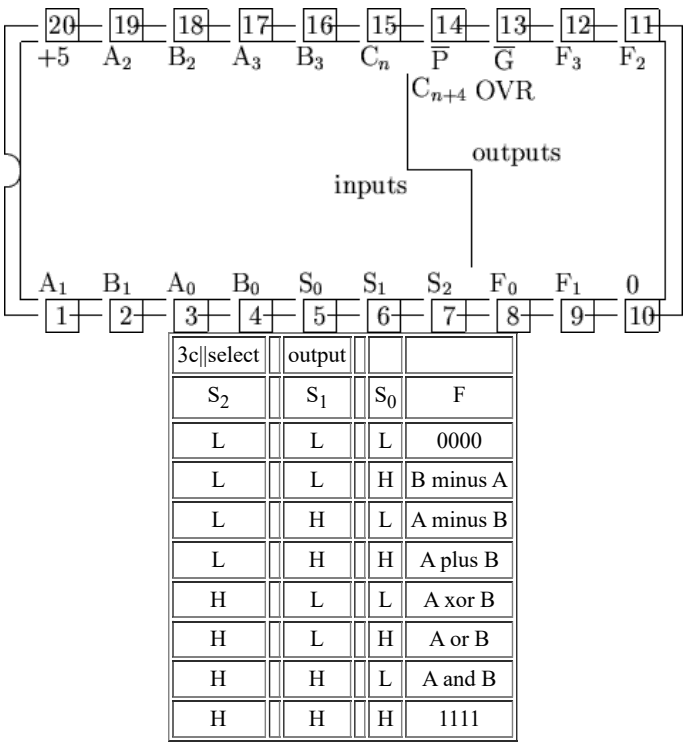 20 19 18 17 16 15 14 13 12 11
+5 A₂ B₂ A₃ B₃ Cₙ P̅ G̅ F₃ F₂
Cₙ₊₄ OVR
outputs
inputs
A₁ B₁ A₀ B₀ S₀ S₁ S₂ F₀ F₁ 0
1 2 3 4 5 6 7 8 9 10
3c||select output
S₂ S₁ S₀ F
L L L 0000
L L H B minus A
L H L A minus B
L H H A plus B
H L L A xor B
H L H A or B
H H L A and B
H H H 1111